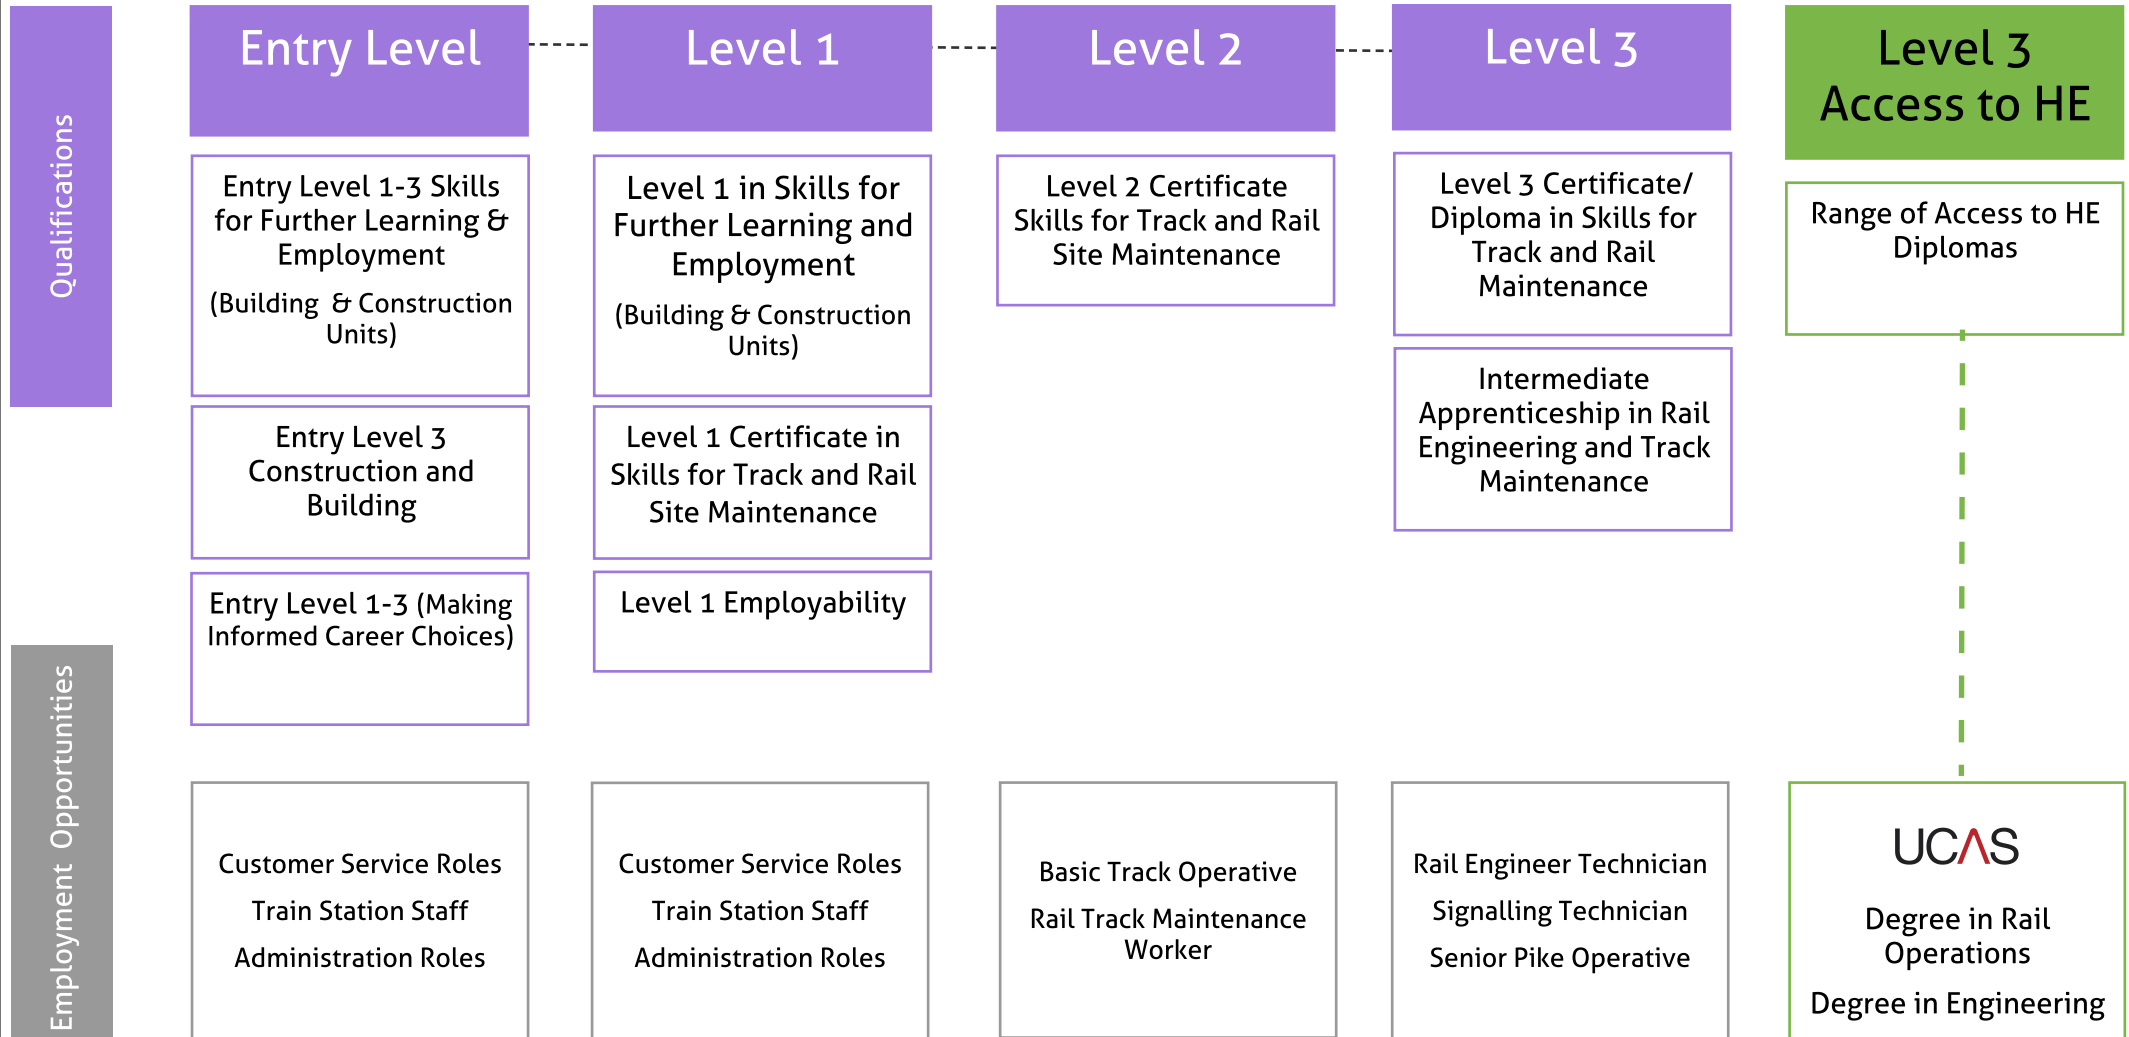 Qualifications
Entry Level
Level 1
Level 2
Level 3
Level 3
Access to HE
Entry Level 1-3 Skills
for Further Learning &
Employment
(Building & Construction
Units)
Entry Level 3
Construction and
Building
Entry Level 1-3 (Making
Informed Career Choices)
Level 1 in Skills for
Further Learning and
Employment
(Building & Construction
Units)
Level 1 Certificate in
Skills for Track and Rail
Site Maintenance
Level 1 Employability
Level 2 Certificate
Skills for Track and Rail
Site Maintenance
Level 3 Certificate/
Diploma in Skills for
Track and Rail
Maintenance
Intermediate
Apprenticeship in Rail
Engineering and Track
Maintenance
Range of Access to HE
Diplomas
Employment Opportunities
Customer Service Roles
Train Station Staff
Administration Roles
Customer Service Roles
Train Station Staff
Administration Roles
Basic Track Operative
Rail Track Maintenance
Worker
Rail Engineer Technician
Signalling Technician
Senior Pike Operative
UCAS
Degree in Rail
Operations
Degree in Engineering